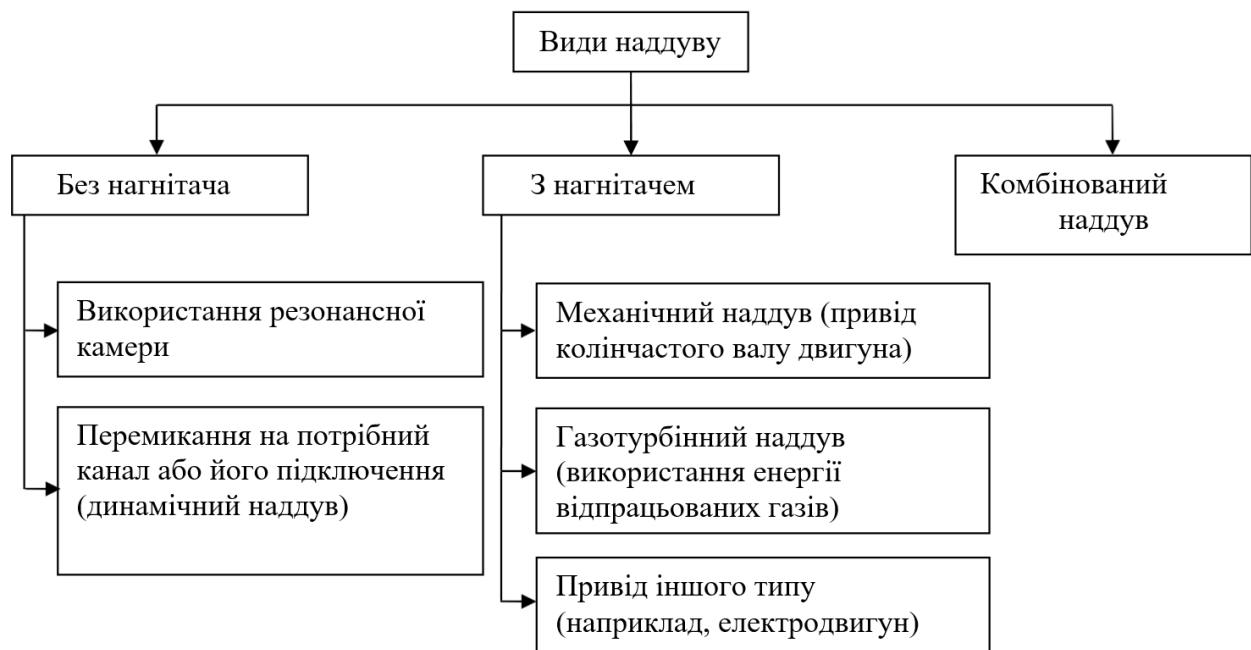 Види наддуву
Без нагнітача
З нагнітачем
Комбінований
наддув
Використання резонансної
камери
Перемикання на потрібний
канал або його підключення
(динамічний наддув)
Механічний наддув (привід
колінчастого валу двигуна)
Газотурбінний наддув
(використання енергії
відпрацьованих газів)
Привід іншого типу
(наприклад, електродвигун)